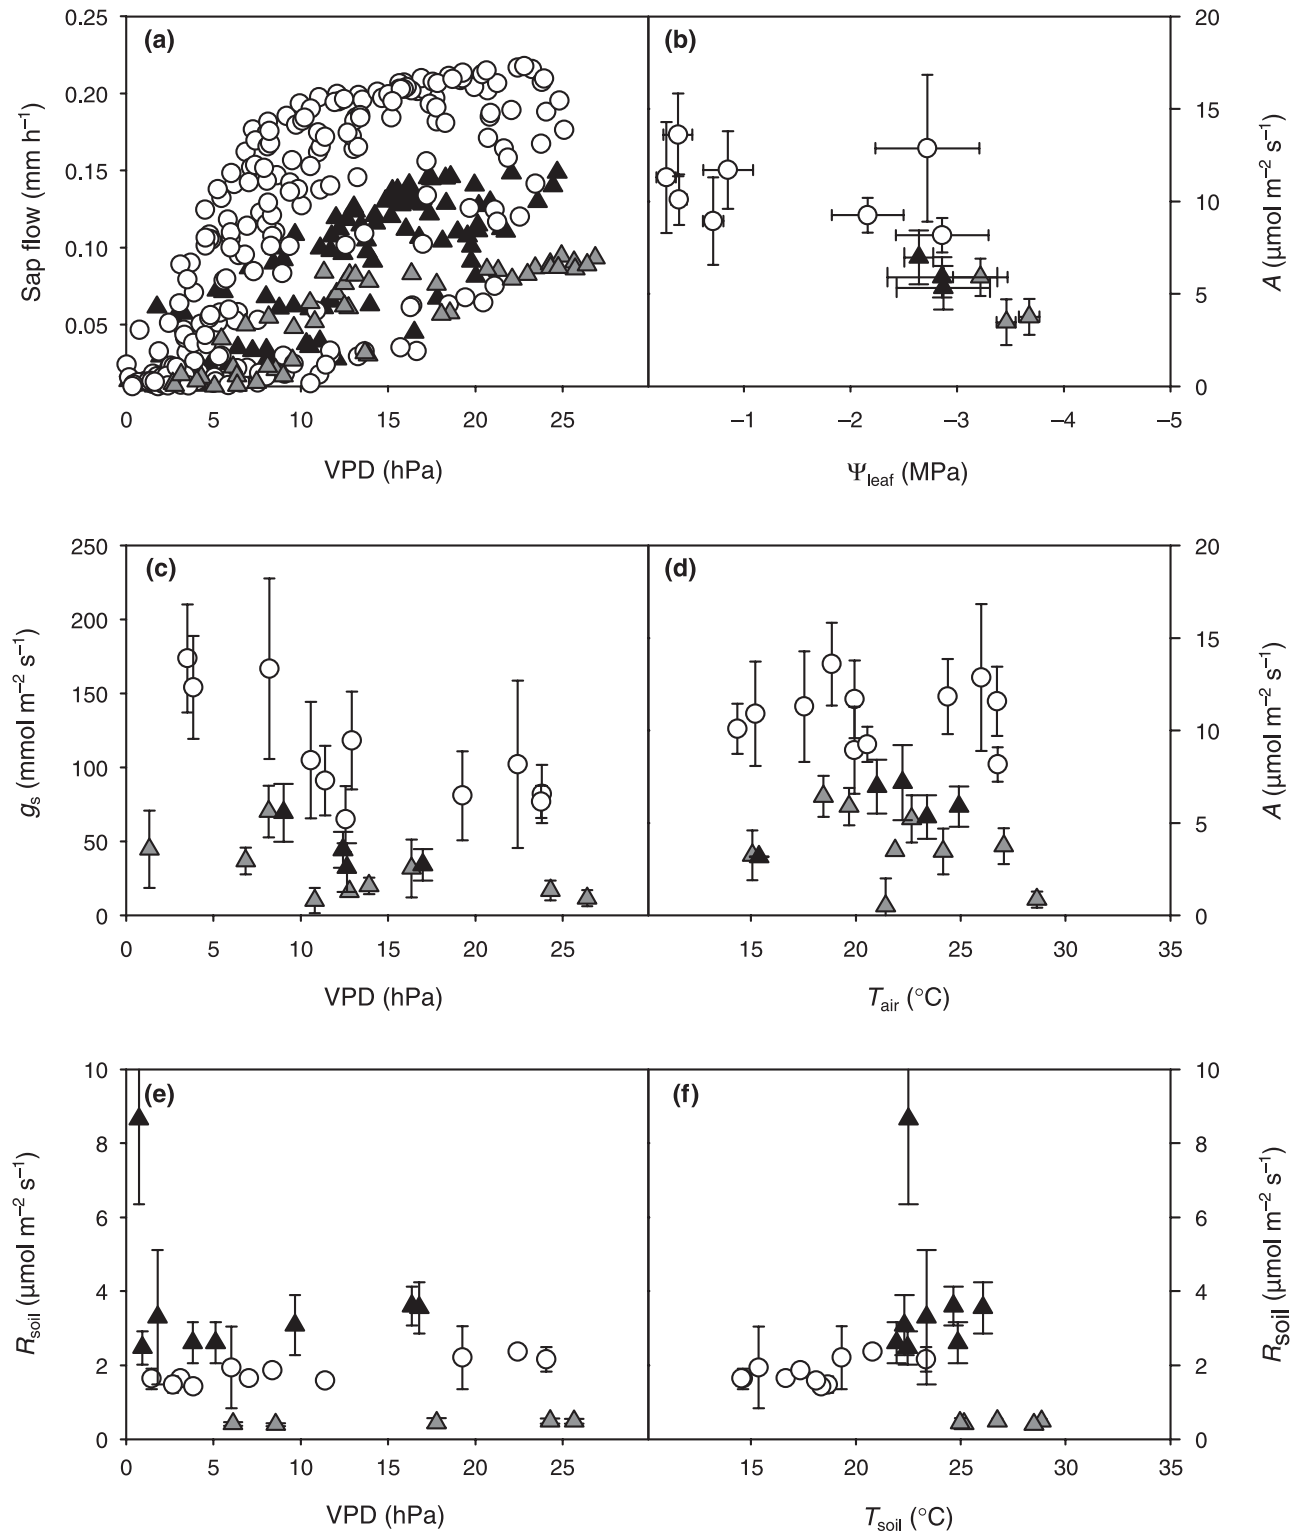 0.25 (a) (b) 20
0.20
15
0.15
10
0.10
5
0.05
0
0 5 10 15 20 25 –1 –2 –3 –4 –5
Sap flow (mm h–1)
A (µmol m–2 s–1)
VPD (hPa) Ψleaf (MPa)
250 (c) (d) 20
200
15
150
10
100
50 5
0 0
0 5 10 15 20 25 15 20 25 30 35
gs (mmol m–2 s–1)
A (µmol m–2 s–1)
VPD (hPa) Tair (°C)
10 (e) (f) 10
8 8
6 6
4 4
2 2
0 0
0 5 10 15 20 25 15 20 25 30 35
Rsoil (µmol m–2 s–1)
Rsoil (µmol m–2 s–1)
VPD (hPa) Tsoil (°C)